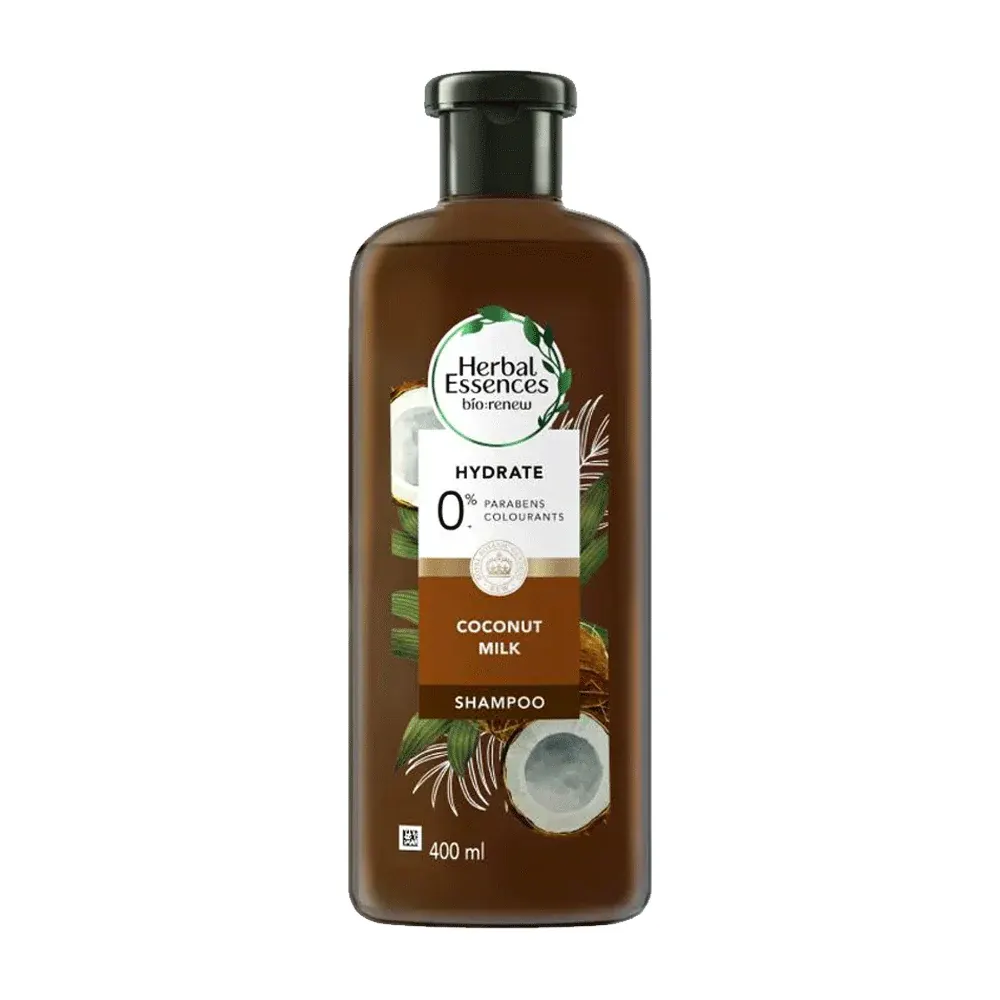 Herbal
Essences
bio:renew
HYDRATE
0% PARABENS
COLOURANTS
COCONUT
MILK
SHAMPOO
400 ml